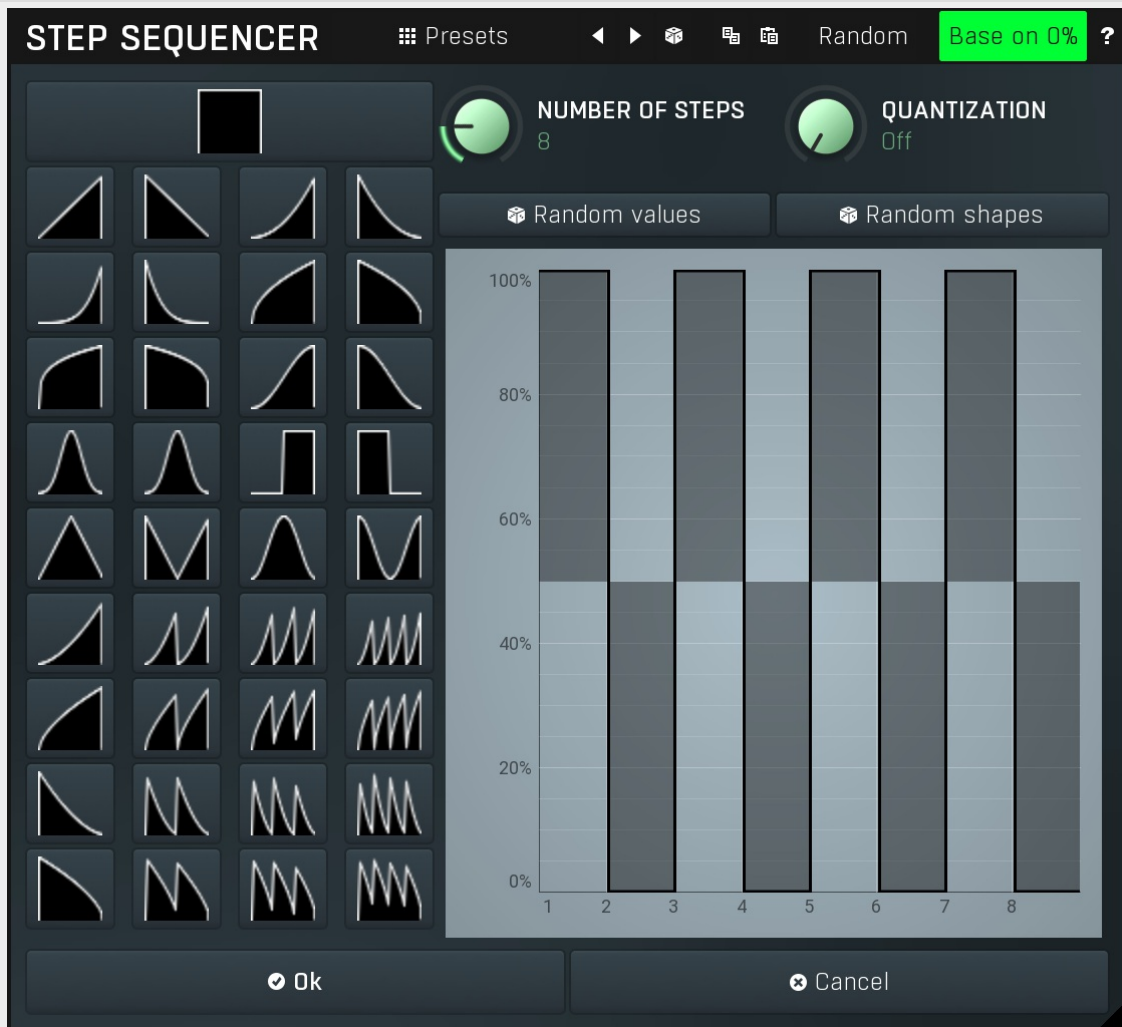 STEP SEQUENCER Presets Random Base on 0% ?
NUMBER OF STEPS
8
QUANTIZATION
Off
Random values
Random shapes
100%
80%
60%
40%
20%
0%
1 2 3 4 5 6 7 8
Ok
Cancel